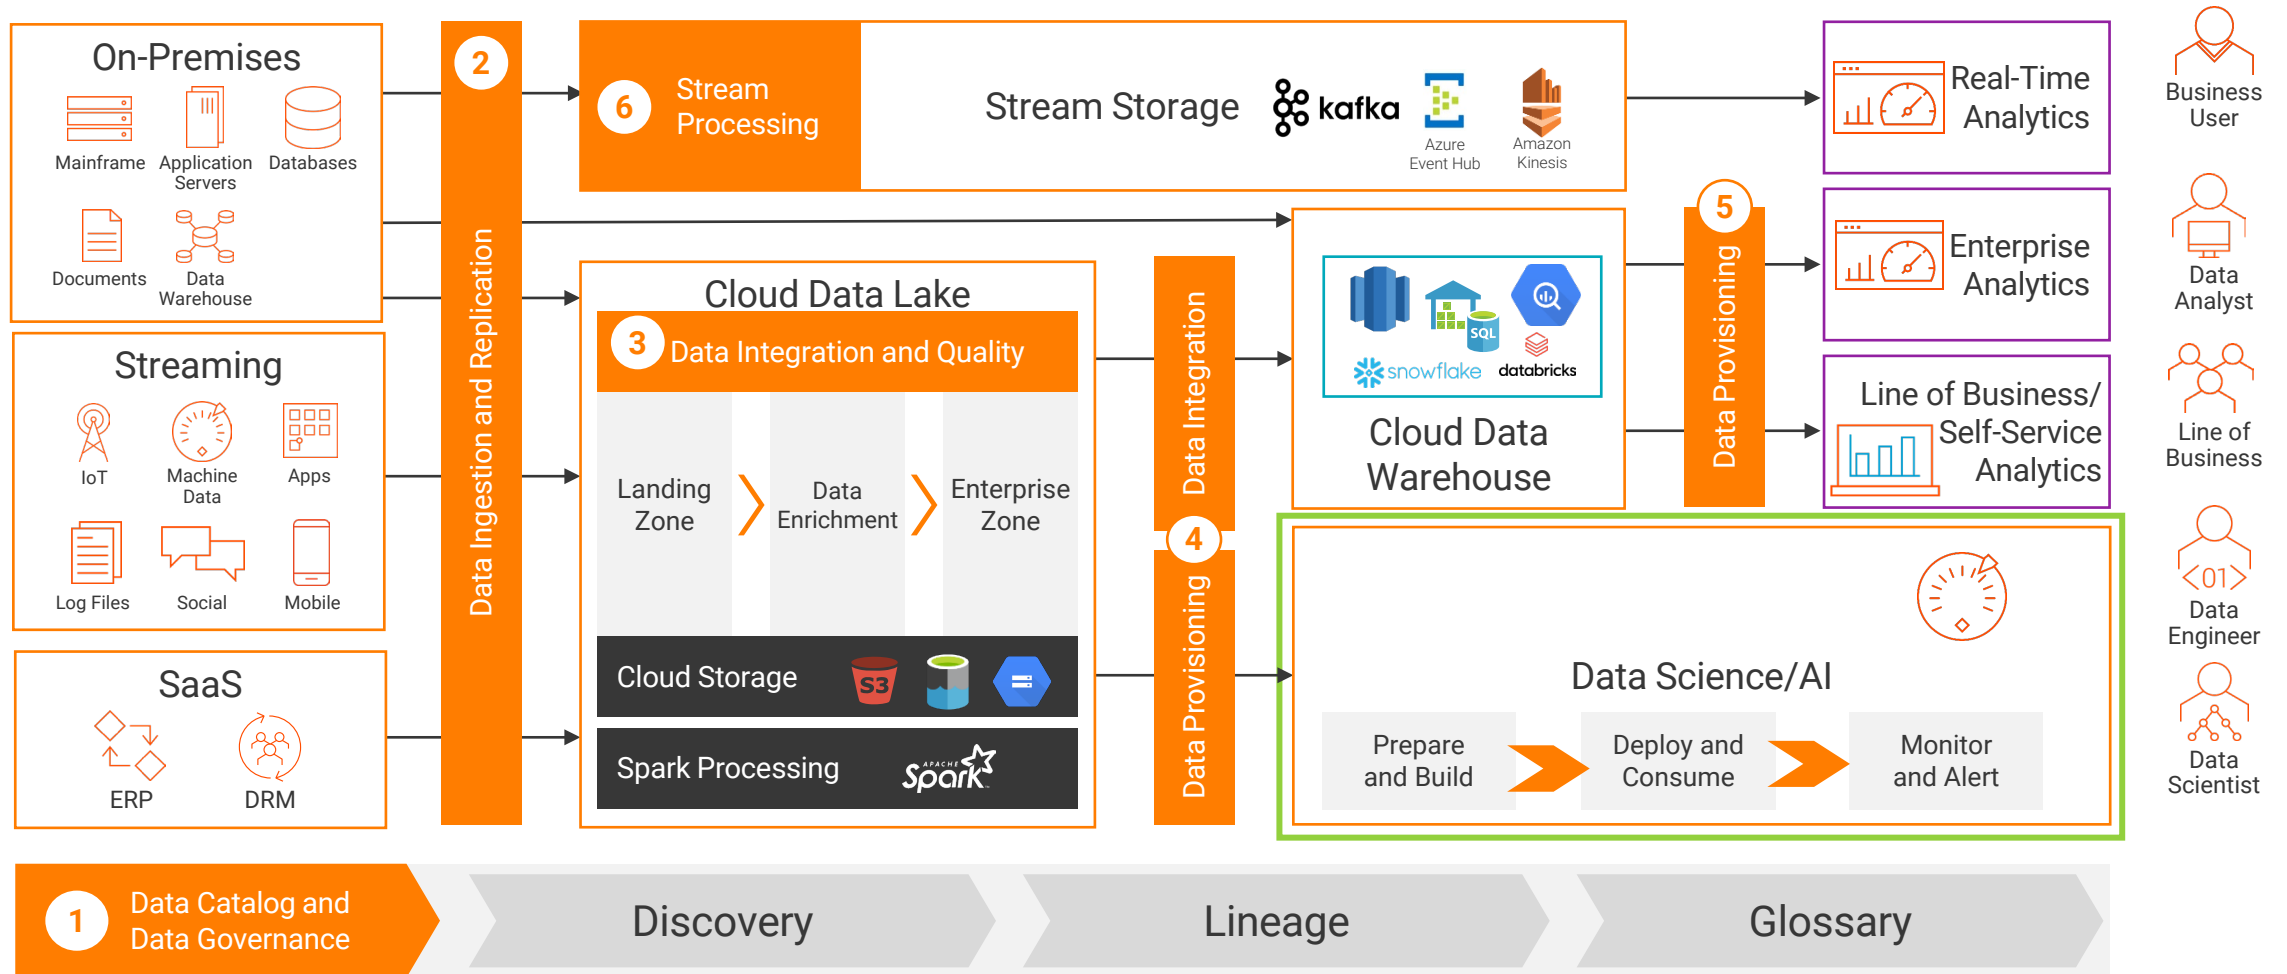 On-Premises
Mainframe
Application
Servers
Databases
Documents
Data
Warehouse
Streaming
IoT
Machine
Data
Apps
Log Files
Social
Mobile
SaaS
ERP
DRM
2
Data Ingestion and Replication
6
Stream
Processing
Stream Storage
kafka
Azure
Event Hub
Amazon
Kinesis
Cloud Data Lake
3
Data Integration and Quality
Landing
Zone
Data
Enrichment
Enterprise
Zone
Cloud Storage
S3
Spark Processing
APACHE
Spark
Data Integration
4
Data Provisioning
SQL
snowflake
databricks
Cloud Data
Warehouse
5
Data Provisioning
Real-Time
Analytics
Enterprise
Analytics
Line of Business/
Self-Service
Analytics
Data Science/AI
Prepare
and Build
Deploy and
Consume
Monitor
and Alert
Business
User
Data
Analyst
Line of
Business
<01>
Data
Engineer
Data
Scientist
1
Data Catalog and
Data Governance
Discovery
Lineage
Glossary